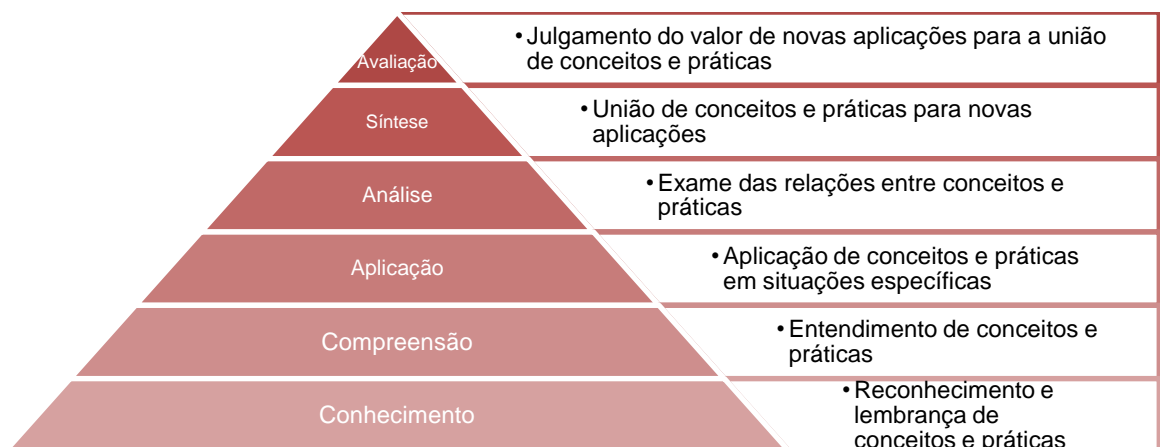 Avaliação
• Julgamento do valor de novas aplicações para a união
de conceitos e práticas
Síntese
• União de conceitos e práticas para novas
aplicações
Análise
• Exame das relações entre conceitos e
práticas
Aplicação
• Aplicação de conceitos e práticas
em situações específicas
Compreensão
• Entendimento de conceitos e
práticas
Conhecimento
• Reconhecimento e
lembrança de
conceitos e práticas